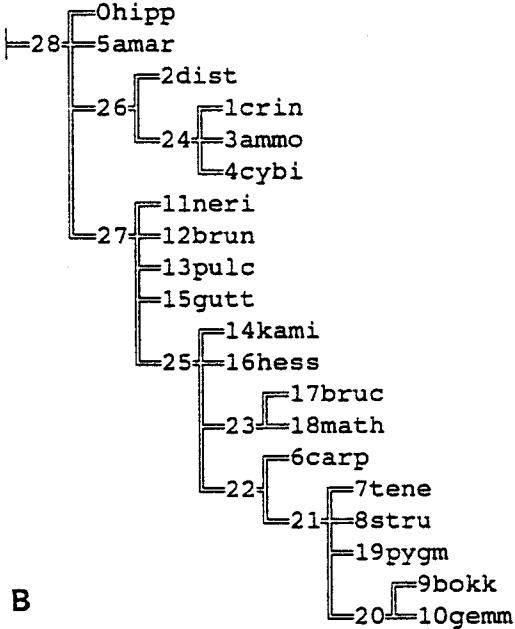 0hipp
28 5amar
2dist
26 1crin
24 3ammo
4cybi
11neri
27 12brun
13pulc
15gutt
14kami
25 16hess
17bruc
23 18math
6carp
22 7tene
21 8stru
19pygm
9bokk
B 20 10gemm